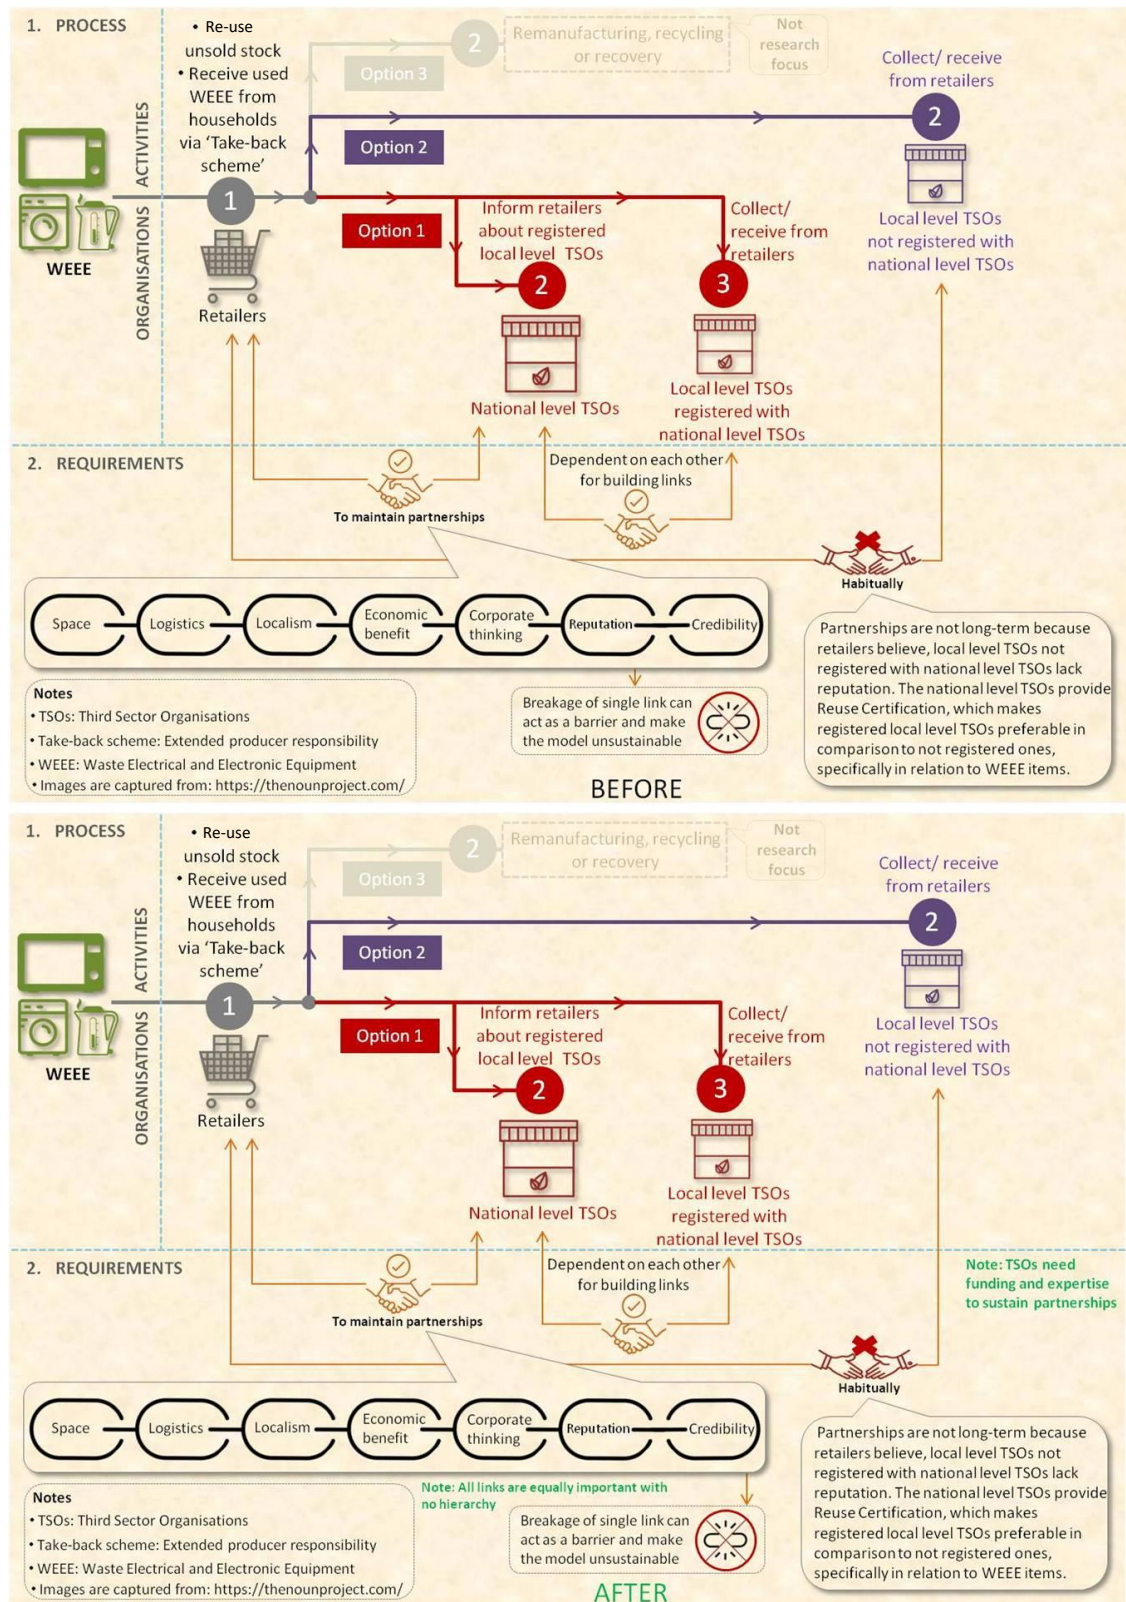 1. PROCESS
• Re-use
unsold stock
• Receive used
WEEE from
households
via ‘Take-back
scheme’
ACTIVITIES
ORGANISATIONS
WEEE
1
Retailers
Option 3
2
Remanufacturing, recycling
or recovery
Not
research
focus
Option 2
Collect/ receive
from retailers
2
Local level TSOs
not registered with
national level TSOs
Option 1
Inform retailers
about registered
local level TSOs
2
National level TSOs
Collect/
receive from
retailers
3
Local level TSOs
registered with
national level TSOs
2. REQUIREMENTS
To maintain partnerships
Dependent on each other
for building links
Habitually
Space
Logistics
Localism
Economic
benefit
Corporate
thinking
Reputation
Credibility
Partnerships are not long-term because
retailers believe, local level TSOs not
registered with national level TSOs lack
reputation. The national level TSOs provide
Reuse Certification, which makes
registered local level TSOs preferable in
comparison to not registered ones,
specifically in relation to WEEE items.
Notes
• TSOs: Third Sector Organisations
• Take-back scheme: Extended producer responsibility
• WEEE: Waste Electrical and Electronic Equipment
• Images are captured from: https://thenounproject.com/
Breakage of single link can
act as a barrier and make
the model unsustainable
BEFORE
1. PROCESS
• Re-use
unsold stock
• Receive used
WEEE from
households
via ‘Take-back
scheme’
ACTIVITIES
ORGANISATIONS
WEEE
1
Retailers
Option 3
2
Remanufacturing, recycling
or recovery
Not
research
focus
Option 2
Collect/ receive
from retailers
2
Local level TSOs
not registered with
national level TSOs
Option 1
Inform retailers
about registered
local level TSOs
2
National level TSOs
Collect/
receive from
retailers
3
Local level TSOs
registered with
national level TSOs
2. REQUIREMENTS
To maintain partnerships
Dependent on each other
for building links
Note: TSOs need
funding and expertise
to sustain partnerships
Habitually
Space
Logistics
Localism
Economic
benefit
Corporate
thinking
Reputation
Credibility
Partnerships are not long-term because
retailers believe, local level TSOs not
registered with national level TSOs lack
reputation. The national level TSOs provide
Reuse Certification, which makes
registered local level TSOs preferable in
comparison to not registered ones,
specifically in relation to WEEE items.
Note: All links are equally important with
no hierarchy
Notes
• TSOs: Third Sector Organisations
• Take-back scheme: Extended producer responsibility
• WEEE: Waste Electrical and Electronic Equipment
• Images are captured from: https://thenounproject.com/
Breakage of single link can
act as a barrier and make
the model unsustainable
AFTER